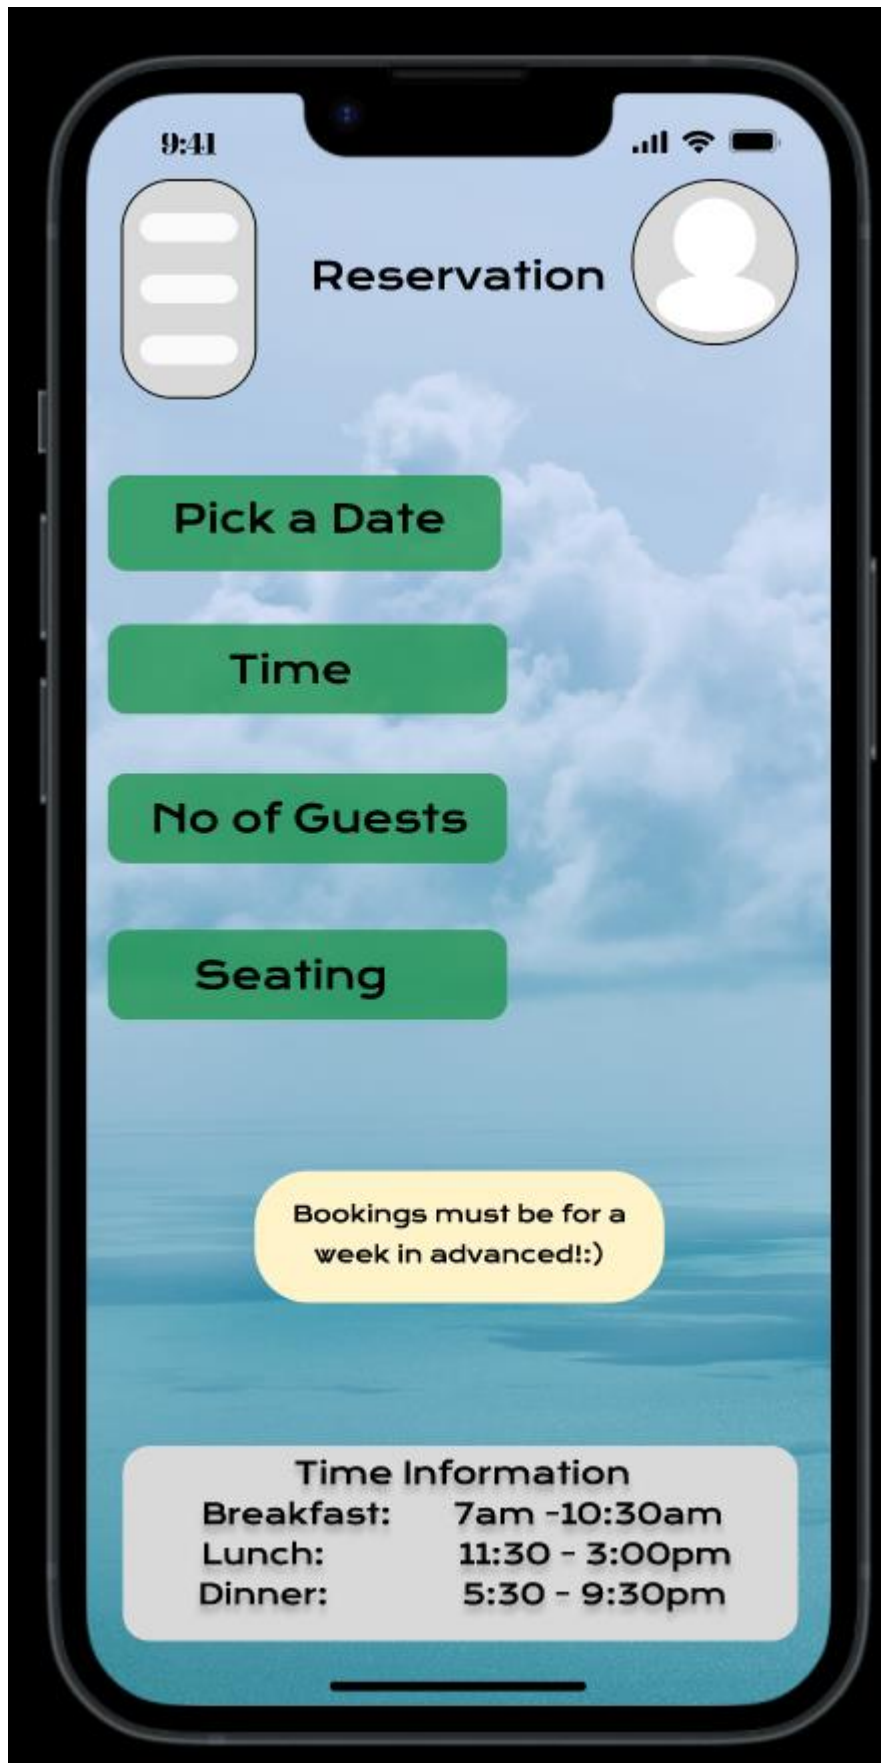 9:41
Reservation
Pick a Date
Time
No of Guests
Seating
Bookings must be for a
week in advanced!:)
Time Information
Breakfast: 7am -10:30am
Lunch: 11:30 - 3:00pm
Dinner: 5:30 - 9:30pm